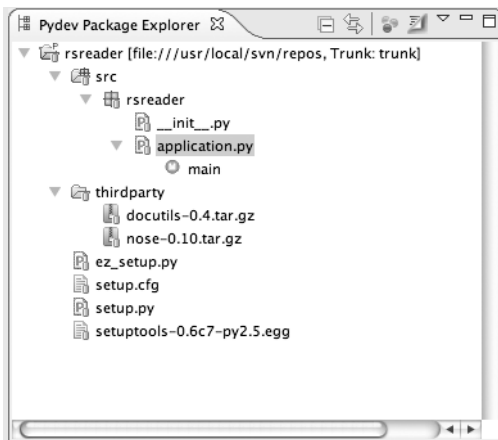 Pydev Package Explorer
rsreader [file:///usr/local/svn/repos, Trunk: trunk]
src
rsreader
__init__.py
application.py
main
thirdparty
docutils-0.4.tar.gz
nose-0.10.tar.gz
ez_setup.py
setup.cfg
setup.py
setuptools-0.6c7-py2.5.egg